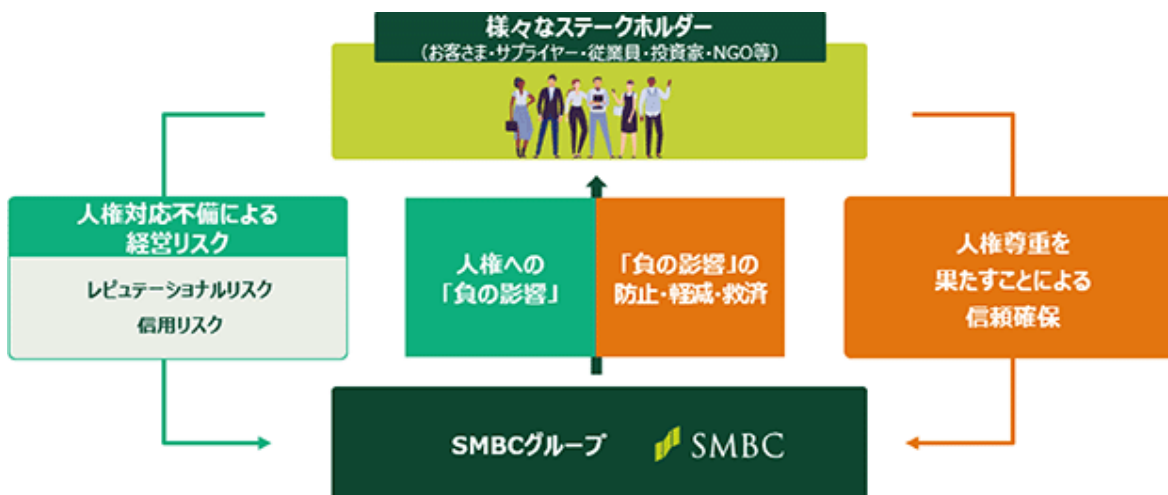 様々なステークホルダー
（お客さま・サプライヤー・従業員・投資家・NGO等）
人権対応不備による
経営リスク
レピュテーショナルリスク
信用リスク
人権への
「負の影響」
「負の影響」の
防止・軽減・救済
人権尊重を
果たすことによる
信頼確保
SMBCグループ SMBC